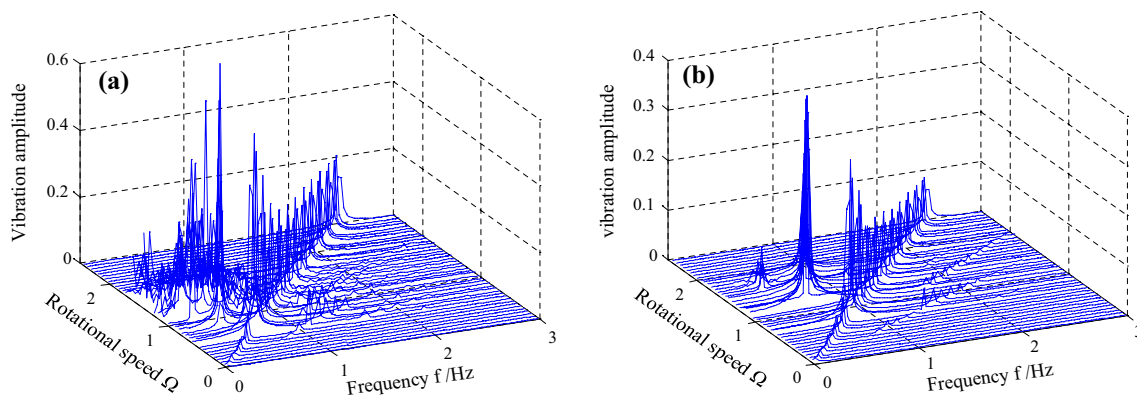 (a)
Vibration amplitude
0.6
0.4
0.2
0
2
1
0
Rotational speed Ω
0
1
2
3
Frequency f /Hz
(b)
vibration amplitude
0.4
0.3
0.2
0.1
0
2
1
0
Rotational speed Ω
0
1
2
3
Frequency f /Hz